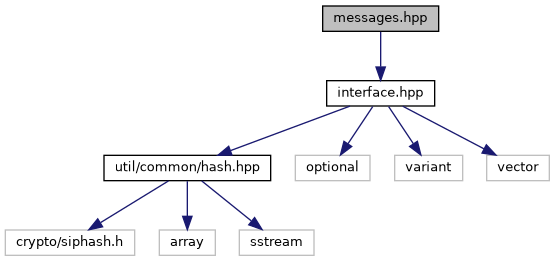 messages.hpp
interface.hpp
util/common/hash.hpp
optional
variant
vector
crypto/siphash.h
array
sstream